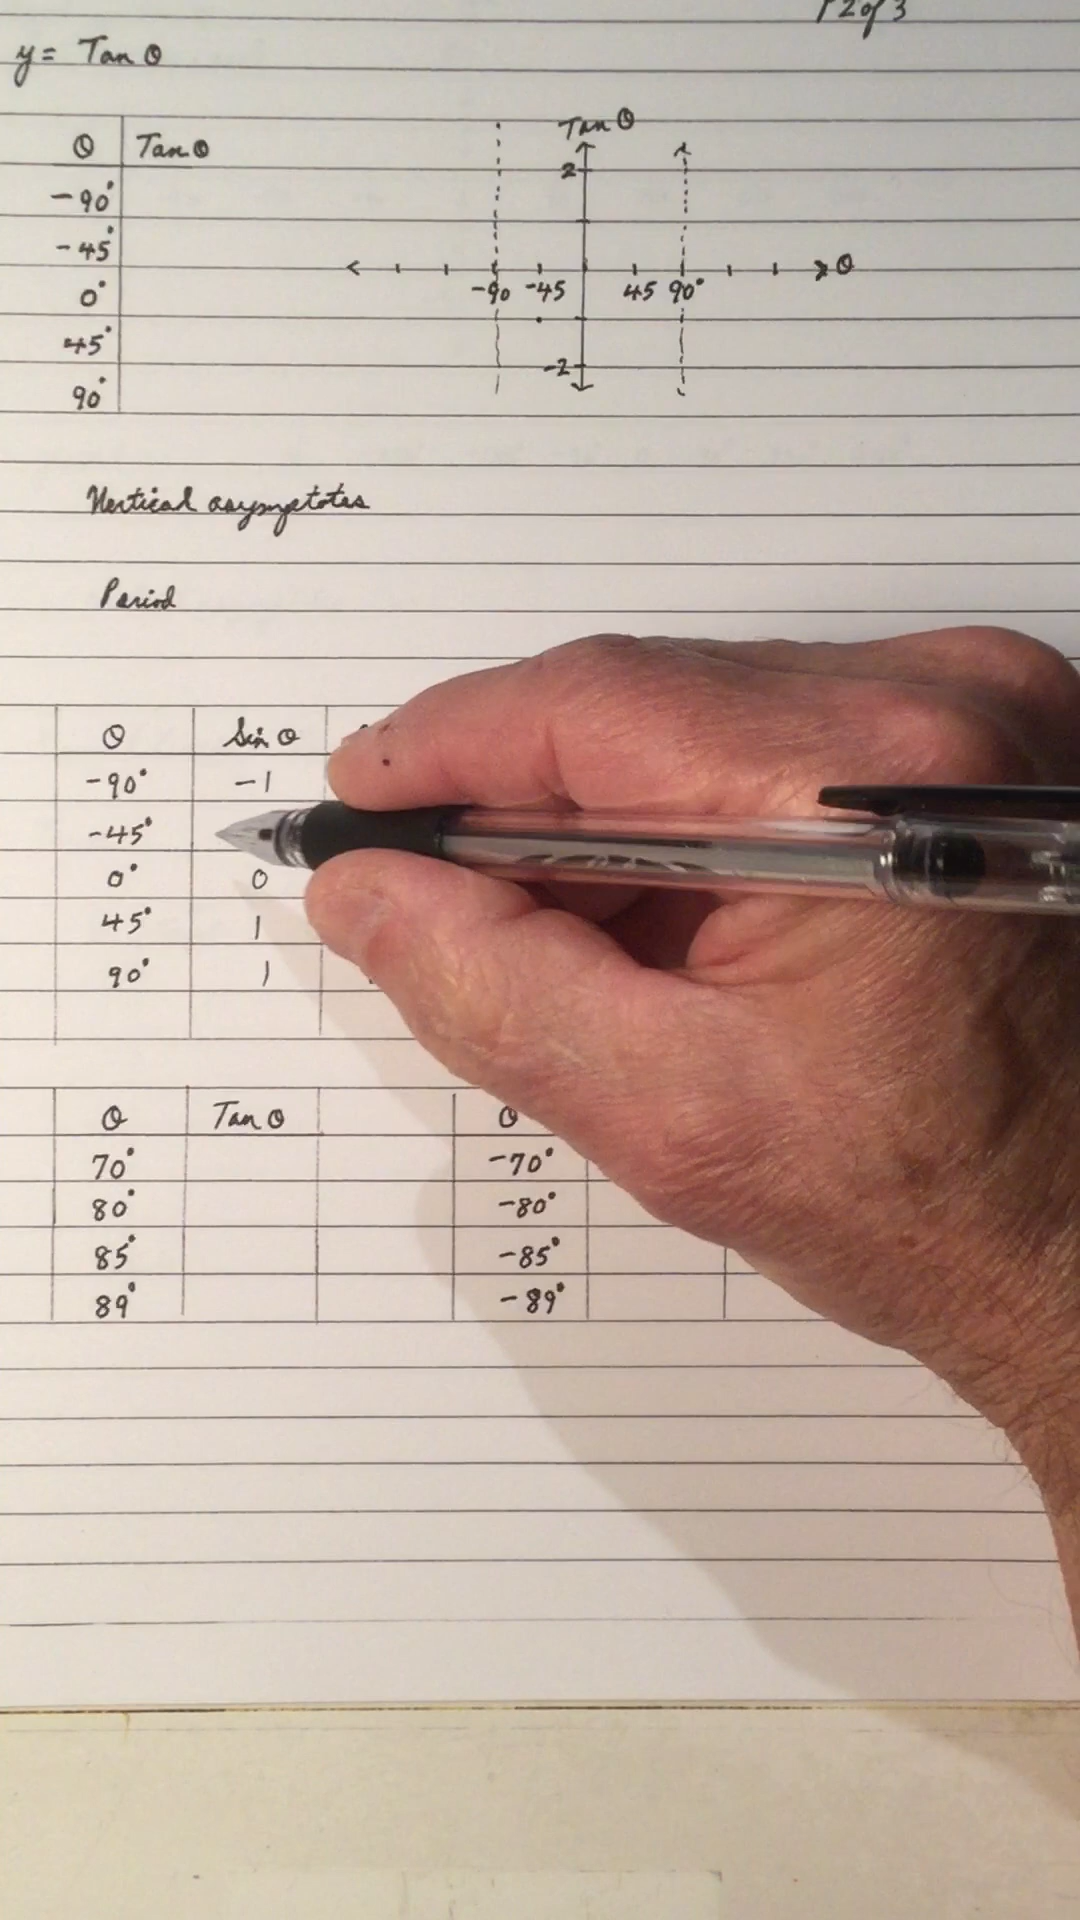 P2 of 3
y = Tan θ
θ Tan θ
-90°
-45°
0°
45°
90°
Tan θ
2
-90 -45 45 90° θ
-2
Vertical asymptotes
Period
θ Sin θ
-90° -1
-45°
0° 0
45° 1
90° 1
θ Tan θ θ
70° -70°
80° -80°
85° -85°
89° -89°